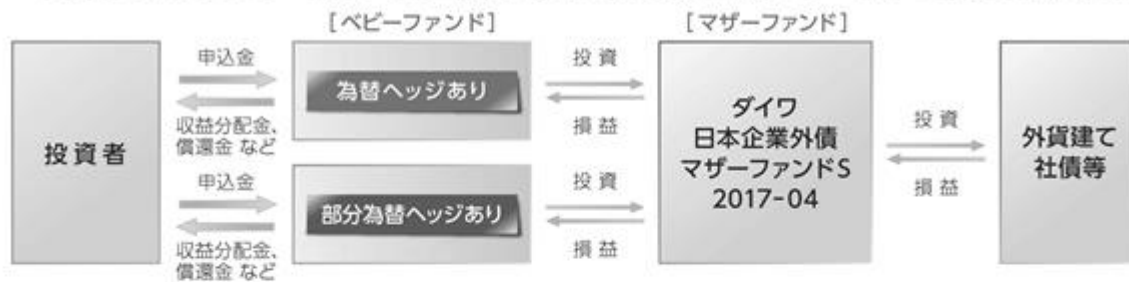 [ベビーファンド]
[マザーファンド]
投資者
申込金
収益分配金、
償還金 など
為替ヘッジあり
投資
損益
申込金
収益分配金、
償還金 など
部分為替ヘッジあり
投資
損益
ダイワ
日本企業外債
マザーファンドS
2017-04
投資
損益
外貨建て
社債等